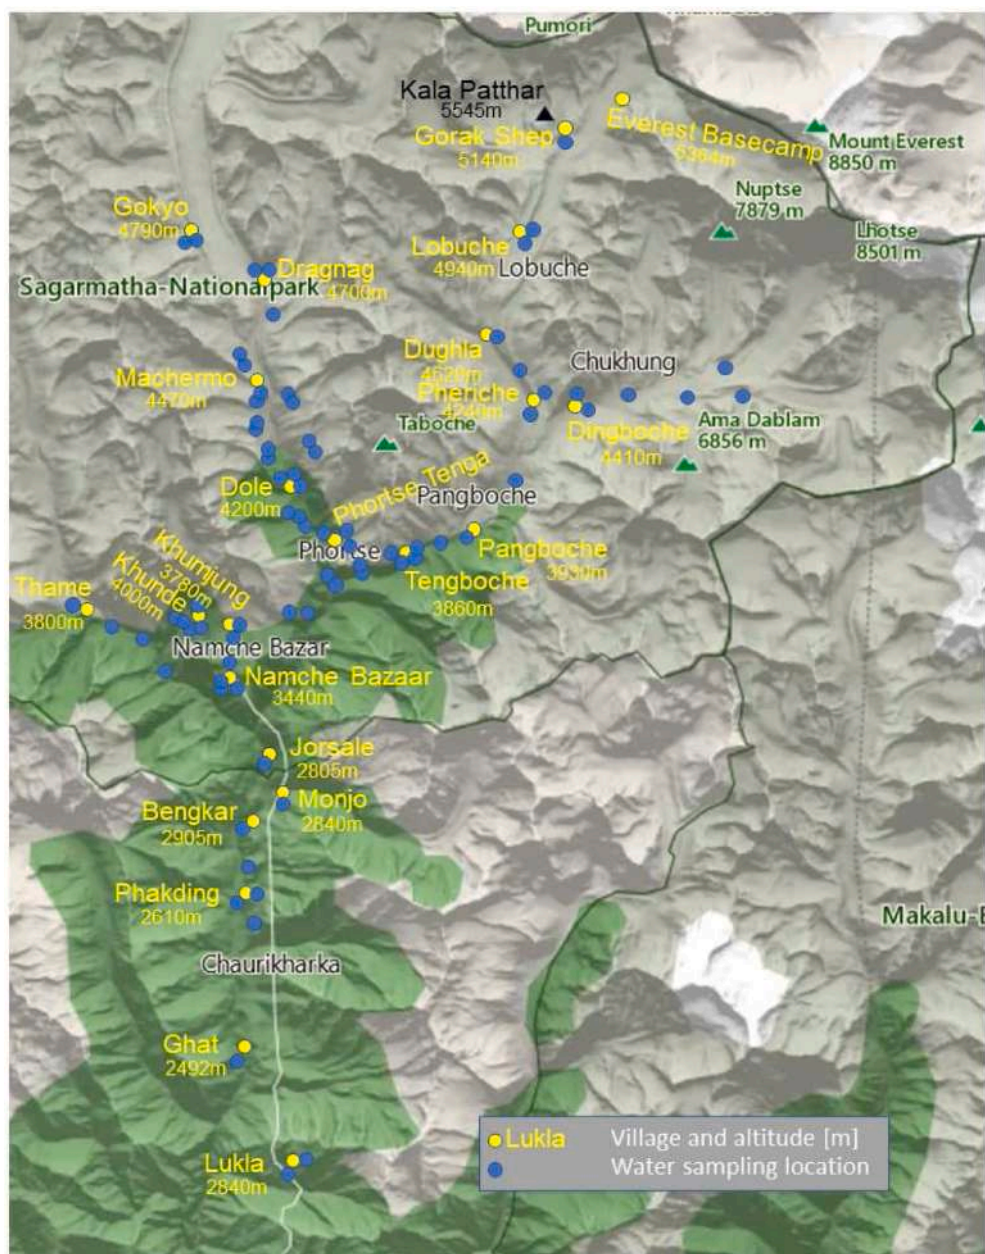 Pumori
Kala Patthar
5545m
Gorak Shep
5140m
Everest Basecamp
5364m
Mount Everest
8850 m
Nuptse
7879 m
Lhotse
8501 m
Gokyo
4790m
Lobuche
4940m
Lobuche
Dragnag
4700m
Sagarmatha-Nationalpark
Dughla
4620m
Chukhung
Machermo
4470m
Pheriche
4240m
Taboche
Dingboche
4410m
Ama Dablam
6856 m
Dole
4200m
Phortse Tenga
Pangboche
Phortse
Pangboche
3930m
Tengboche
3860m
Khumjung
3780m
Khunde
4000m
Thame
3800m
Namche Bazar
Namche Bazaar
3440m
Jorsale
2805m
Monjo
2840m
Bengkar
2905m
Phakding
2610m
Makalu-B
Chaurikharka
Ghat
2492m
Lukla
2840m
Lukla Village and altitude [m]
Water sampling location